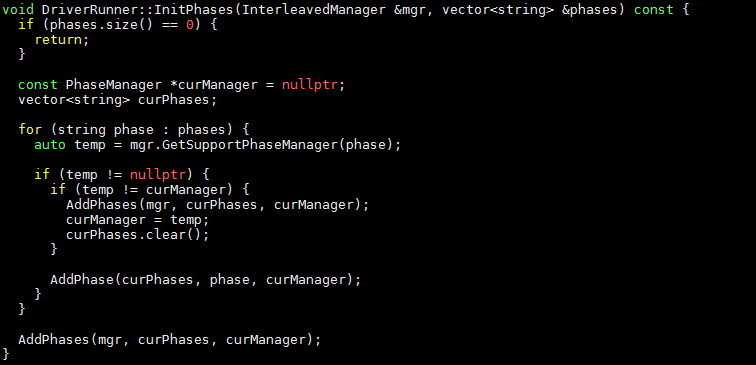 void DriverRunner::InitPhases(InterleavedManager &mgr, vector<string> &phases) const {
  if (phases.size() == 0) {
    return;
  }

  const PhaseManager *curManager = nullptr;
  vector<string> curPhases;

  for (string phase : phases) {
    auto temp = mgr.GetSupportPhaseManager(phase);

    if (temp != nullptr) {
      if (temp != curManager) {
        AddPhases(mgr, curPhases, curManager);
        curManager = temp;
        curPhases.clear();
      }

      AddPhase(curPhases, phase, curManager);
    }
  }

  AddPhases(mgr, curPhases, curManager);
}